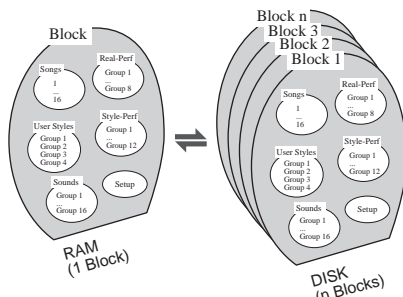 Block
Songs
1
...
16
Real-Perf
Group 1
...
Group 8
User Styles
Group 1
Group 2
Group 3
Group 4
Style-Perf
Group 1
...
Group 12
Sounds
Group 1
...
Group 16
Setup
RAM
(1 Block)
Block n
Block 3
Block 2
Block 1
Songs
1
...
16
Real-Perf
Group 1
...
Group 8
User Styles
Group 1
Group 2
Group 3
Group 4
Style-Perf
Group 1
...
Group 12
Sounds
Group 1
...
Group 16
Setup
DISK
(n Blocks)